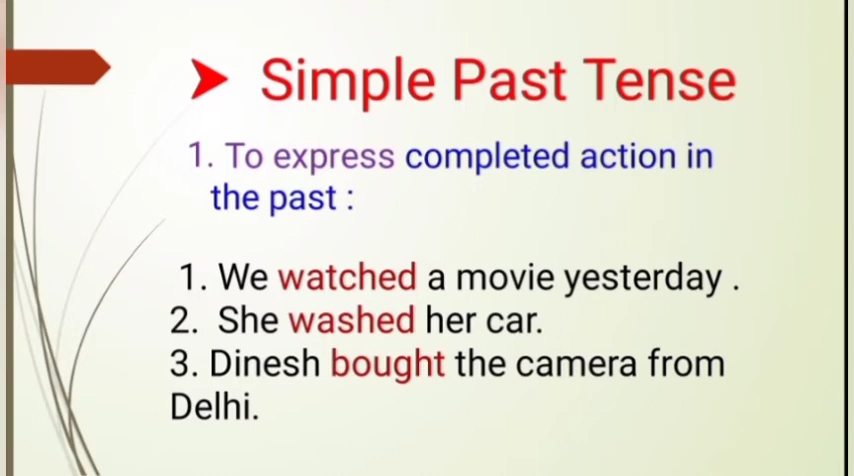 ➤ Simple Past Tense
1. To express completed action in
the past :
1. We watched a movie yesterday .
2. She washed her car.
3. Dinesh bought the camera from
Delhi.